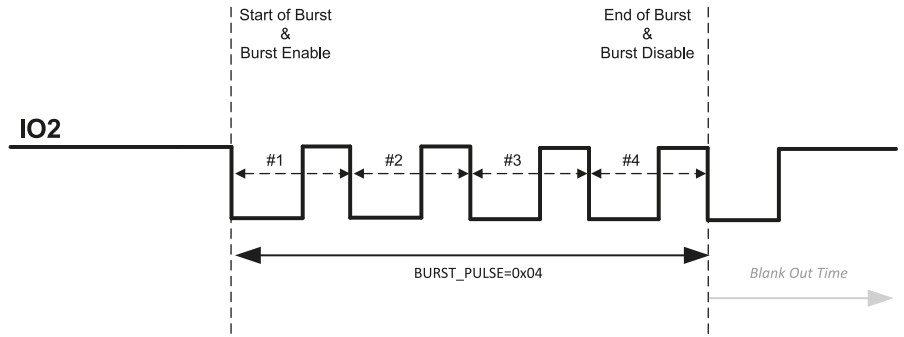 Start of Burst
&
Burst Enable
End of Burst
&
Burst Disable
IO2
#1
#2
#3
#4
BURST_PULSE=0x04
Blank Out Time